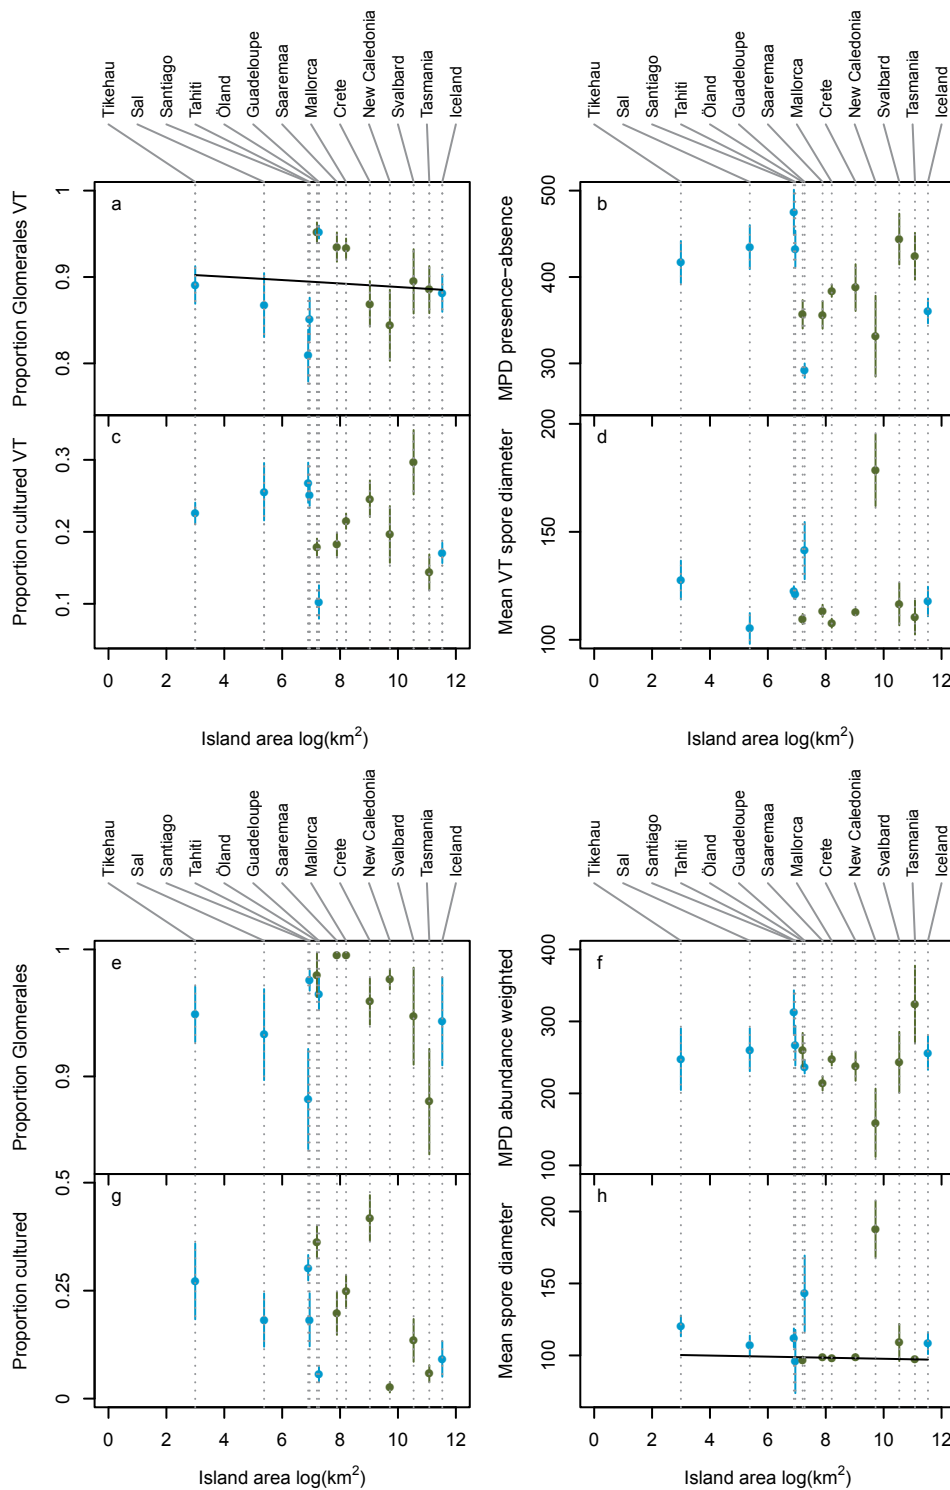 Tikehau
Sal
Santiago
Tahiti
Öland
Guadeloupe
Saaremaa
Mallorca
Crete
New Caledonia
Svalbard
Tasmania
Iceland
Tikehau
Sal
Santiago
Tahiti
Öland
Guadeloupe
Saaremaa
Mallorca
Crete
New Caledonia
Svalbard
Tasmania
Iceland
a
Proportion Glomerales VT
1
0.9
0.8
b
MPD presence−absence
500
400
300
c
Proportion cultured VT
0.3
0.2
0.1
d
Mean VT spore diameter
200
150
100
0 2 4 6 8 10 12
0 2 4 6 8 10 12
Island area log(km²)
Island area log(km²)
Tikehau
Sal
Santiago
Tahiti
Öland
Guadeloupe
Saaremaa
Mallorca
Crete
New Caledonia
Svalbard
Tasmania
Iceland
Tikehau
Sal
Santiago
Tahiti
Öland
Guadeloupe
Saaremaa
Mallorca
Crete
New Caledonia
Svalbard
Tasmania
Iceland
e
Proportion Glomerales
1
0.9
f
MPD abundance weighted
400
300
200
100
g
Proportion cultured
0.5
0.25
0
h
Mean spore diameter
200
150
100
0 2 4 6 8 10 12
0 2 4 6 8 10 12
Island area log(km²)
Island area log(km²)